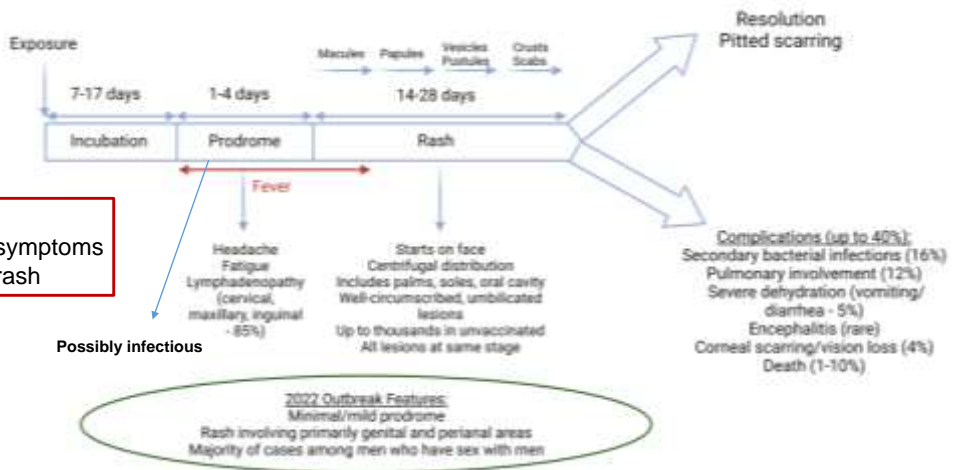 Exposure
7-17 days
1-4 days
14-28 days
Macules
Papules
Vesicles
Pustules
Crusts
Scabs
Incubation
Prodrome
Rash
Fever
symptoms
rash
Headache
Fatigue
Lymphadenopathy
(cervical,
maxillary, inguinal
- 85%)
Possibly infectious
Starts on face
Centrifugal distribution
Includes palms, soles, oral cavity
Well-circumscribed, umbilicated
lesions
Up to thousands in unvaccinated
All lesions at same stage
Resolution
Pitted scarring
Complications (up to 40%):
Secondary bacterial infections (16%)
Pulmonary involvement (12%)
Severe dehydration (vomiting/
diarrhea - 5%)
Encephalitis (rare)
Corneal scarring/vision loss (4%)
Death (1-10%)
2022 Outbreak Features:
Minimal/mild prodrome
Rash involving primarily genital and perianal areas
Majority of cases among men who have sex with men